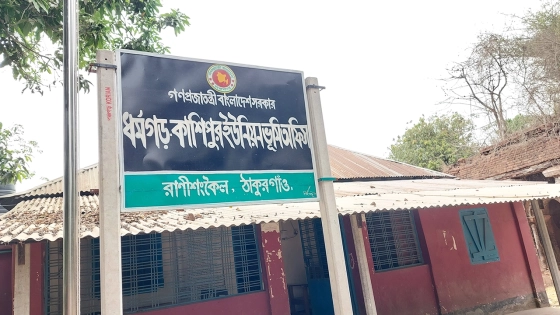 গণপ্রজাতন্ত্রী বাংলাদেশ সরকার
ধর্মগড়, কাশিপুর ইউনিয়ন ভূমি অফিস
রাণীশংকৈল, ঠাকুরগাঁও,